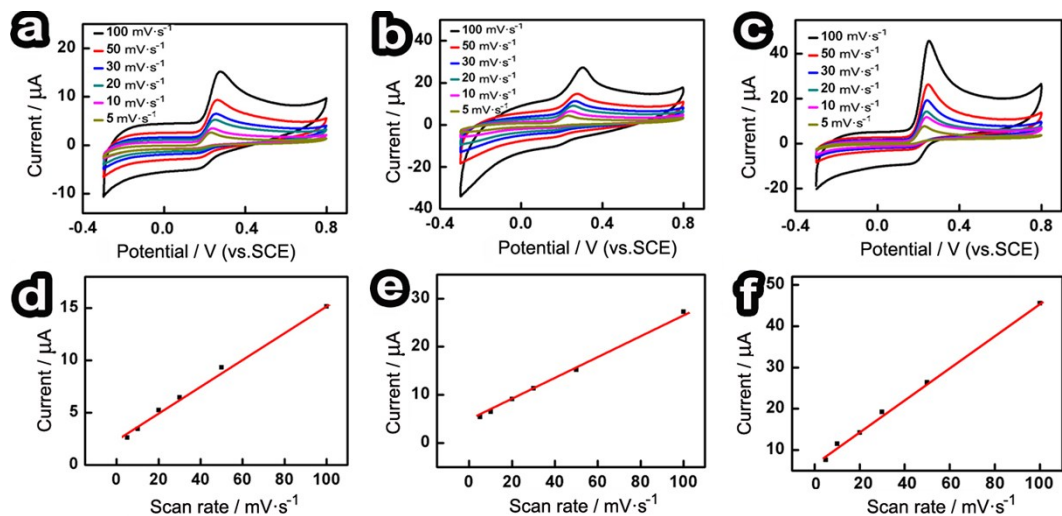 a
100 mV·s⁻¹
50 mV·s⁻¹
30 mV·s⁻¹
20 mV·s⁻¹
10 mV·s⁻¹
5 mV·s⁻¹
Current / µA
20
10
0
-10
-0.4
0.0
0.4
0.8
Potential / V (vs.SCE)
b
100 mV·s⁻¹
50 mV·s⁻¹
30 mV·s⁻¹
20 mV·s⁻¹
10 mV·s⁻¹
5 mV·s⁻¹
Current / µA
40
20
0
-20
-40
-0.4
0.0
0.4
0.8
Potential / V (vs.SCE)
c
100 mV·s⁻¹
50 mV·s⁻¹
30 mV·s⁻¹
20 mV·s⁻¹
10 mV·s⁻¹
5 mV·s⁻¹
Current / µA
60
40
20
0
-20
-0.4
0.0
0.4
0.8
Potential / V (vs.SCE)
d
Current / µA
15
10
5
0
0
20
40
60
80
100
Scan rate / mV·s⁻¹
e
Current / µA
30
20
10
0
0
20
40
60
80
100
Scan rate / mV·s⁻¹
f
Current / µA
50
40
30
20
10
0
20
40
60
80
100
Scan rate / mV·s⁻¹